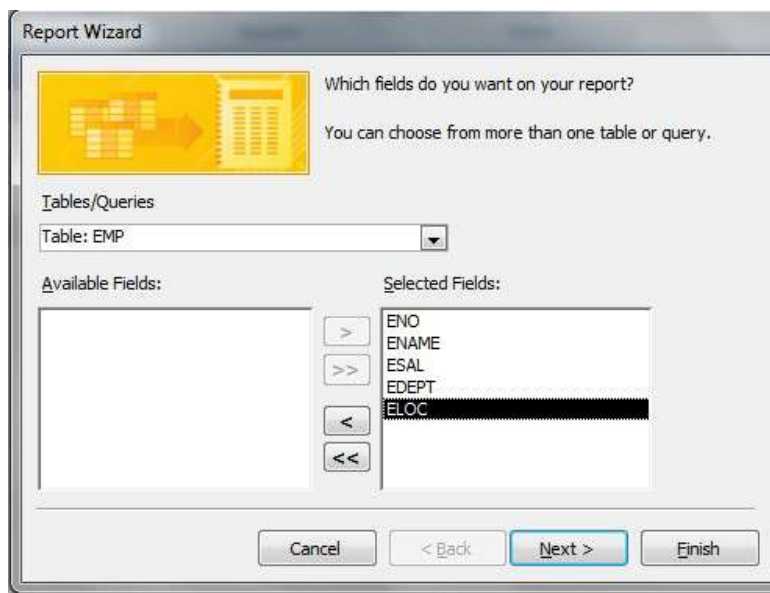 Report Wizard
Which fields do you want on your report?
You can choose from more than one table or query.
Tables/Queries
Table: EMP
Available Fields:
Selected Fields:
ENO
ENAME
ESAL
EDEPT
ELOC
>
>>
<
<<
Cancel
< Back
Next >
Finish